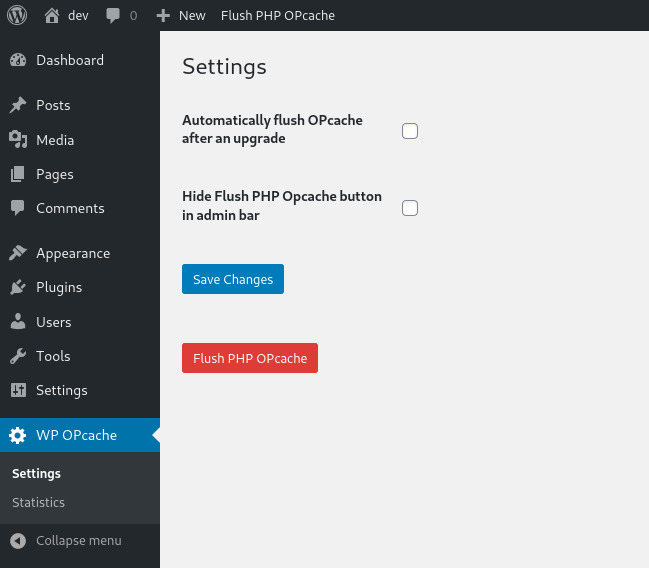 dev 0 New Flush PHP OPcache
Dashboard
Posts
Media
Pages
Comments
Appearance
Plugins
Users
Tools
Settings
WP OPcache
Settings
Statistics
Collapse menu
Settings
Automatically flush OPcache
after an upgrade
Hide Flush PHP Opcache button
in admin bar
Save Changes
Flush PHP OPcache